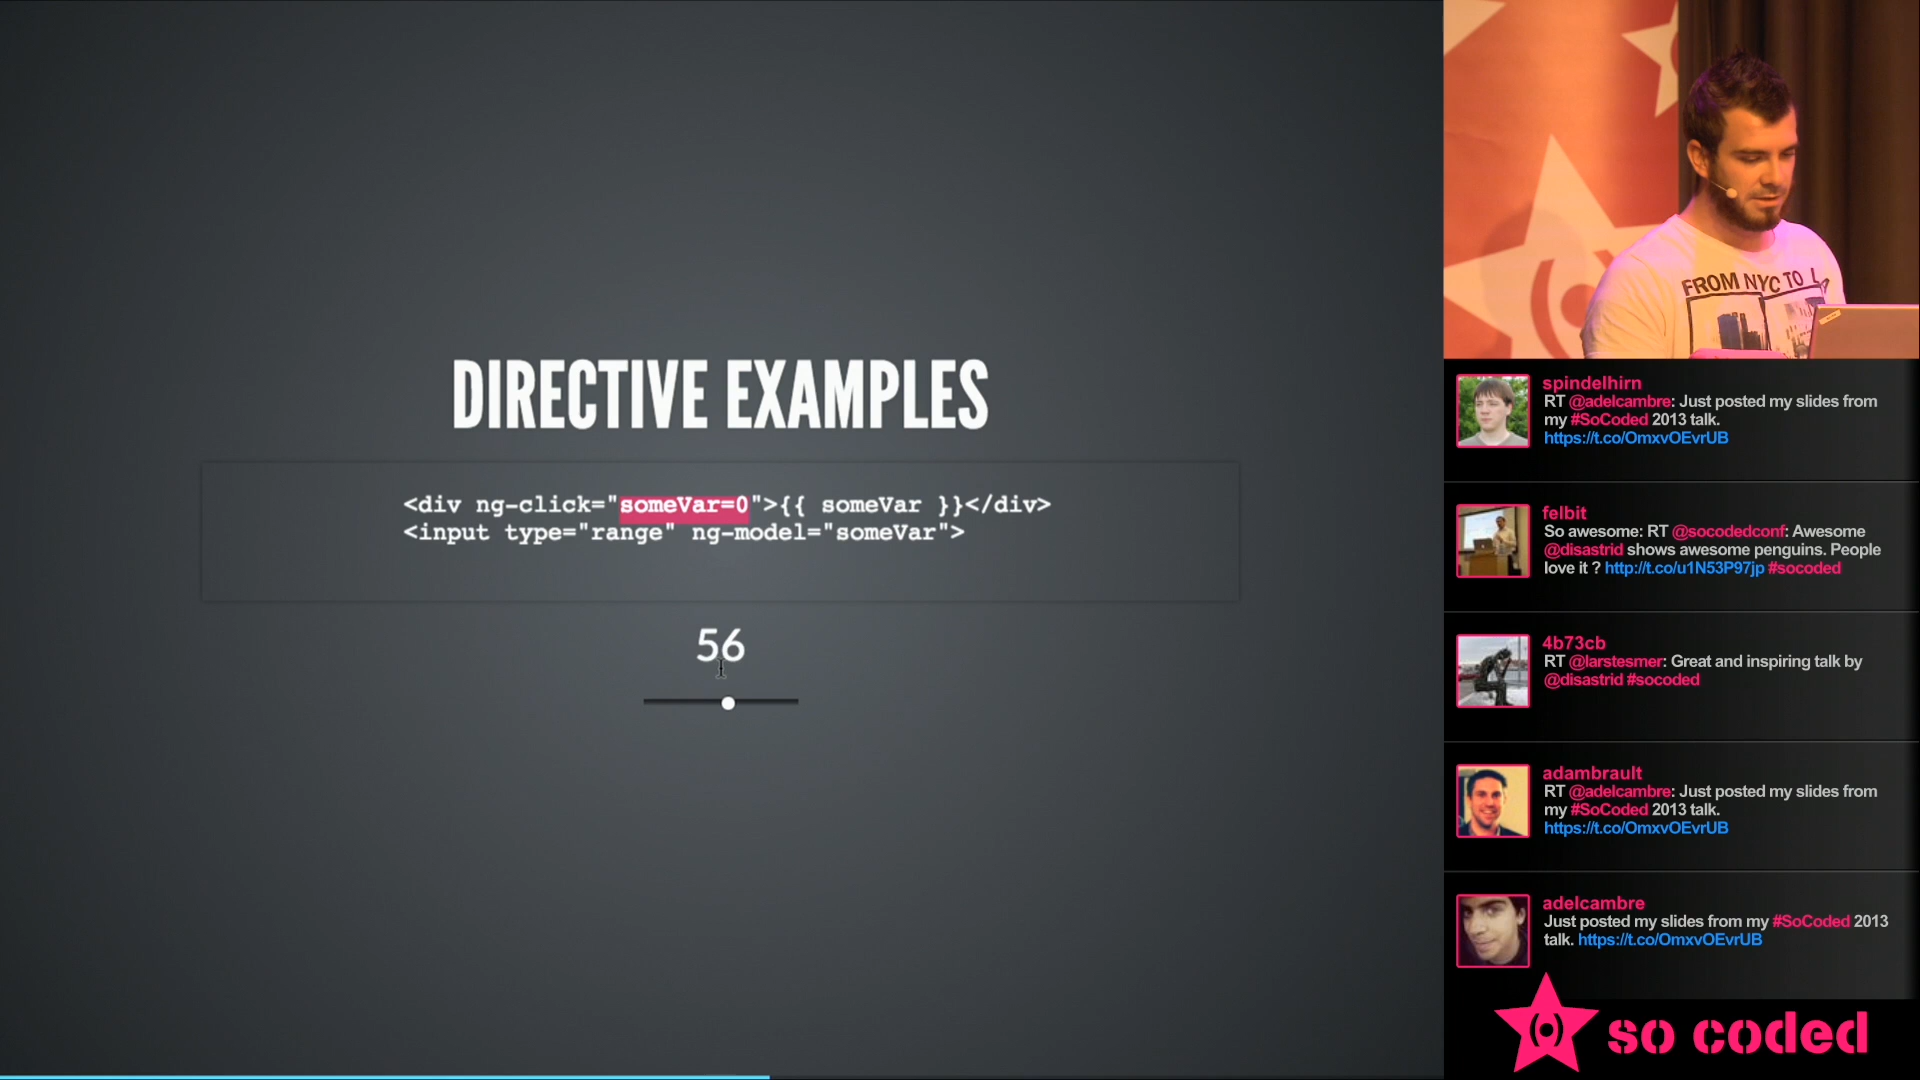 DIRECTIVE EXAMPLES
<div ng-click="someVar=0">{{ someVar }}</div>
<input type="range" ng-model="someVar">
56
FROM NYC TO L
spindelhirn
RT @adelcambre: Just posted my slides from
my #SoCoded 2013 talk.
https://t.co/OmxvOEvrUB
felbit
So awesome: RT @socodedconf: Awesome
@disastrid shows awesome penguins. People
love it ? http://t.co/u1N53P97jp #socoded
4b73cb
RT @larstesmer: Great and inspiring talk by
@disastrid #socoded
adambrault
RT @adelcambre: Just posted my slides from
my #SoCoded 2013 talk.
https://t.co/OmxvOEvrUB
adelcambre
Just posted my slides from my #SoCoded 2013
talk. https://t.co/OmxvOEvrUB
so coded